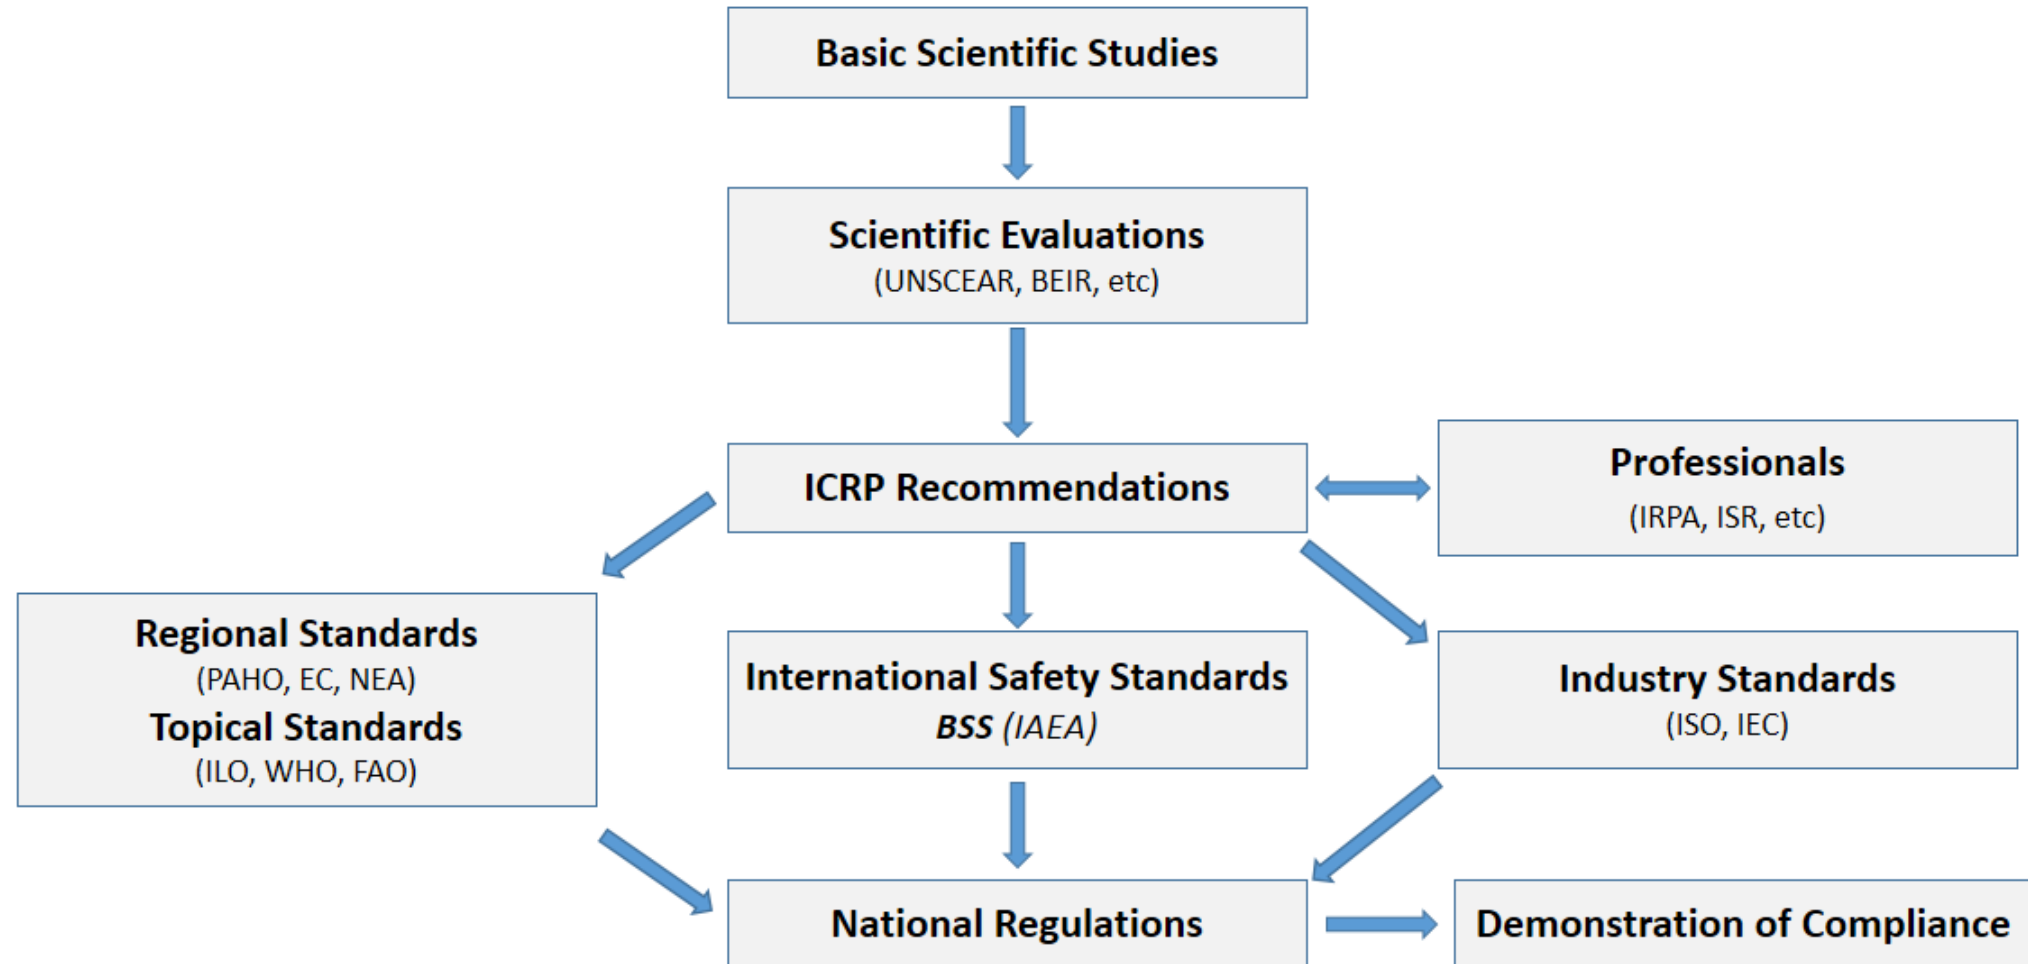 Basic Scientific Studies
Scientific Evaluations
(UNSCEAR, BEIR, etc)
ICRP Recommendations
Professionals
(IRPA, ISR, etc)
Regional Standards
(PAHO, EC, NEA)
Topical Standards
(ILO, WHO, FAO)
International Safety Standards
BSS (IAEA)
Industry Standards
(ISO, IEC)
National Regulations
Demonstration of Compliance